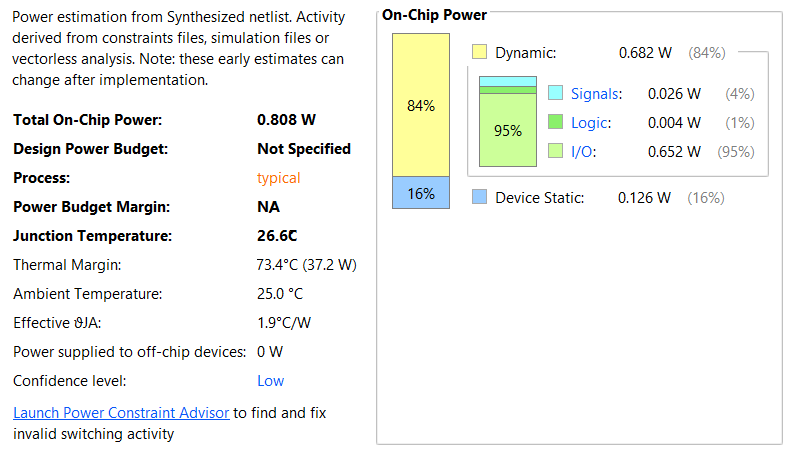 Power estimation from Synthesized netlist. Activity
derived from constraints files, simulation files or
vectorless analysis. Note: these early estimates can
change after implementation.
Total On-Chip Power: 0.808 W
Design Power Budget: Not Specified
Process: typical
Power Budget Margin: NA
Junction Temperature: 26.6°C
Thermal Margin: 73.4°C (37.2 W)
Ambient Temperature: 25.0 °C
Effective ϑJA: 1.9°C/W
Power supplied to off-chip devices: 0 W
Confidence level: Low
Launch Power Constraint Advisor to find and fix
invalid switching activity
On-Chip Power
84%
16%
Dynamic: 0.682 W (84%)
95%
Signals: 0.026 W (4%)
Logic: 0.004 W (1%)
I/O: 0.652 W (95%)
Device Static: 0.126 W (16%)